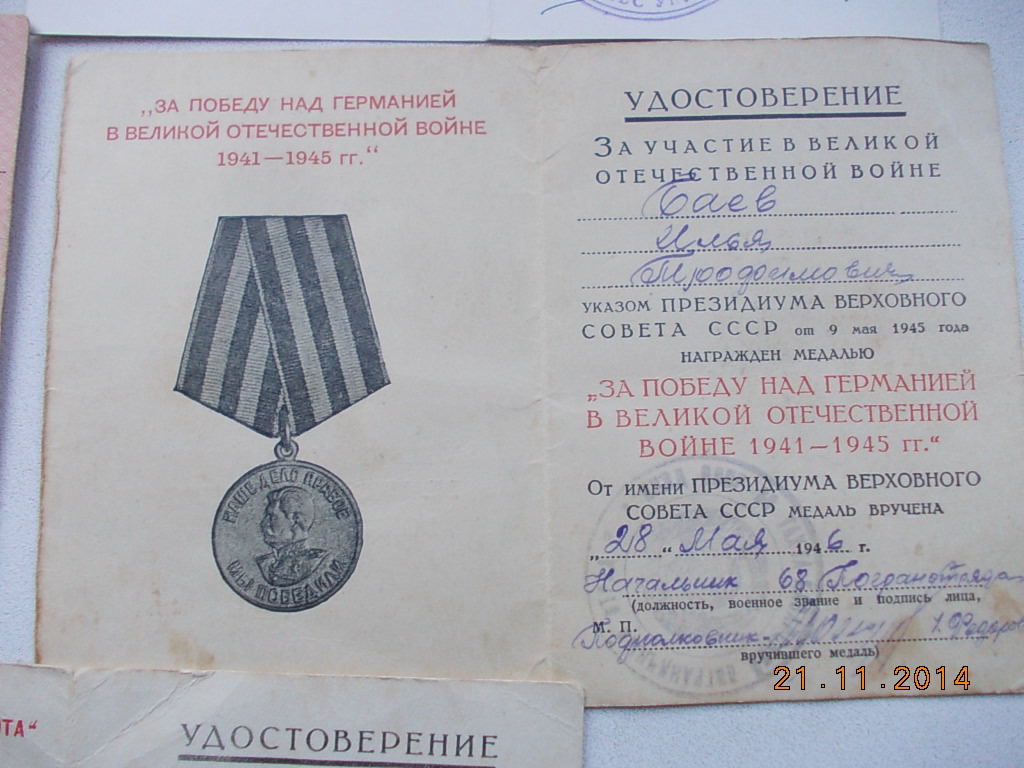 „ЗА ПОБЕДУ НАД ГЕРМАНИЕЙ
В ВЕЛИКОЙ ОТЕЧЕСТВЕННОЙ ВОЙНЕ
1941—1945 гг.“
НАШЕ ДЕЛО ПРАВОЕ
МЫ ПОБЕДИЛИ
УДОСТОВЕРЕНИЕ
ЗА УЧАСТИЕ В ВЕЛИКОЙ
ОТЕЧЕСТВЕННОЙ ВОЙНЕ
Баев
Илья
Трофимович
УКАЗОМ ПРЕЗИДИУМА ВЕРХОВНОГО
СОВЕТА СССР от 9 мая 1945 года
НАГРАЖДЕН МЕДАЛЬЮ
„ЗА ПОБЕДУ НАД ГЕРМАНИЕЙ
В ВЕЛИКОЙ ОТЕЧЕСТВЕННОЙ
ВОЙНЕ 1941—1945 гг.“
От имени ПРЕЗИДИУМА ВЕРХОВНОГО
СОВЕТА СССР МЕДАЛЬ ВРУЧЕНА
„28“ Мая 1946 г.
Начальник 68 Погранотряда
(должность, военное звание и подпись лица,
М. П.
Подполковник
вручившего медаль)
21.11.2014
ОТА“
УДОСТОВЕРЕНИЕ